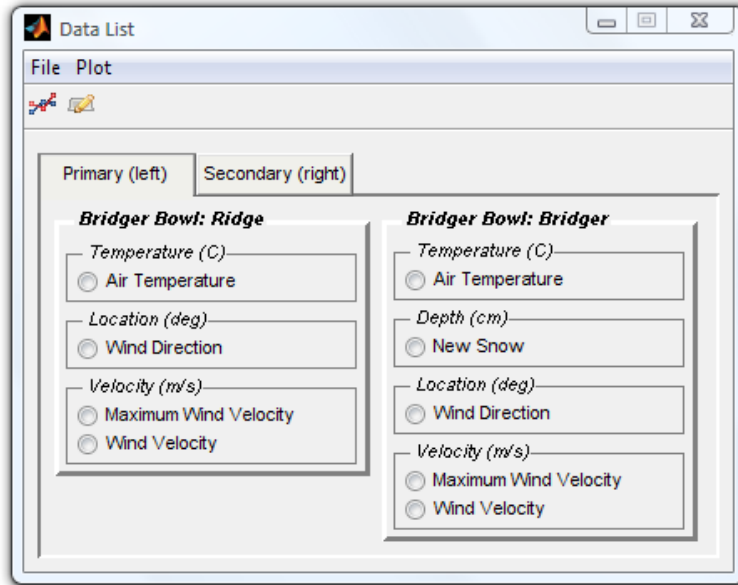 Data List
File Plot
Primary (left)
Secondary (right)
Bridger Bowl: Ridge
Temperature (C)
Air Temperature
Location (deg)
Wind Direction
Velocity (m/s)
Maximum Wind Velocity
Wind Velocity
Bridger Bowl: Bridger
Temperature (C)
Air Temperature
Depth (cm)
New Snow
Location (deg)
Wind Direction
Velocity (m/s)
Maximum Wind Velocity
Wind Velocity